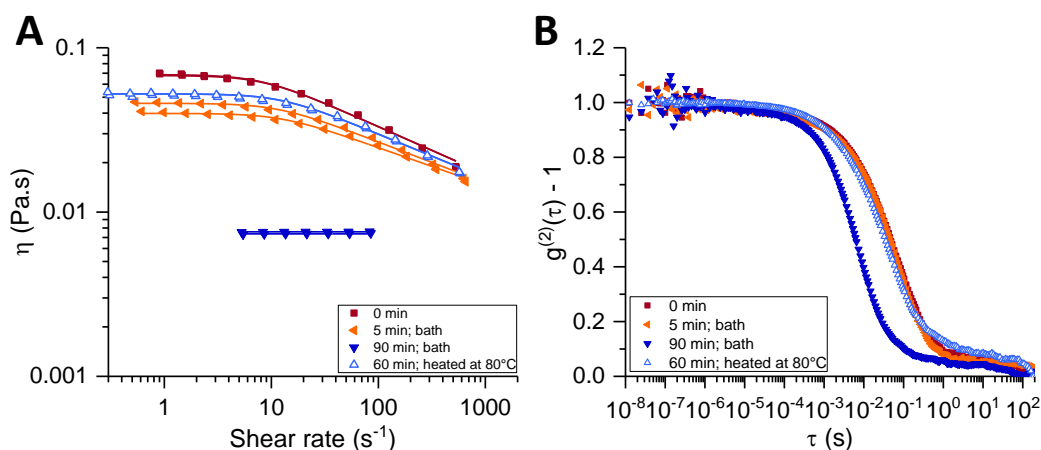 A
0.1
0.01
0.001
η (Pa.s)
1
10
100
1000
Shear rate (s⁻¹)
0 min
5 min; bath
90 min; bath
60 min; heated at 80°C
B
1.0
0.8
0.6
0.4
0.2
0.0
g⁽²⁾(τ) - 1
10⁻⁸ 10⁻⁷ 10⁻⁶ 10⁻⁵ 10⁻⁴ 10⁻³ 10⁻² 10⁻¹ 10⁰ 10¹ 10²
τ (s)
0 min
5 min; bath
90 min; bath
60 min; heated at 80°C